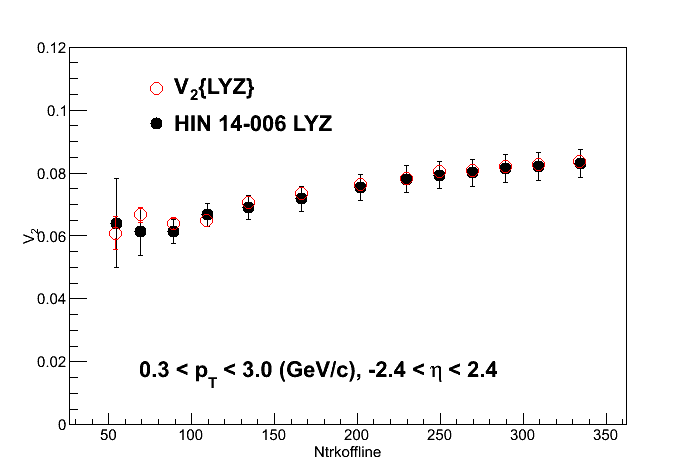 0.12
V2{LYZ}
0.1
HIN 14-006 LYZ
0.08
V2
0.06
0.04
0.02
0.3 < pT < 3.0 (GeV/c), -2.4 < η < 2.4
0
50 100 150 200 250 300 350
Ntrkoffline